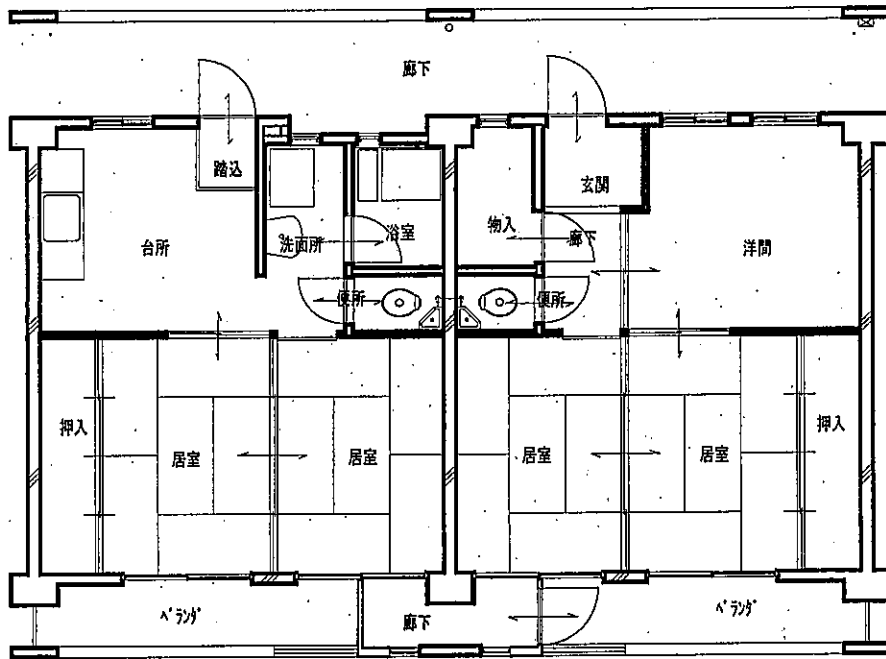 廊下
踏込
玄関
台所
洗面所
浴室
物入
廊下
洋間
便所
便所
押入
居室
居室
居室
居室
押入
ベランダ
廊下
ベランダ